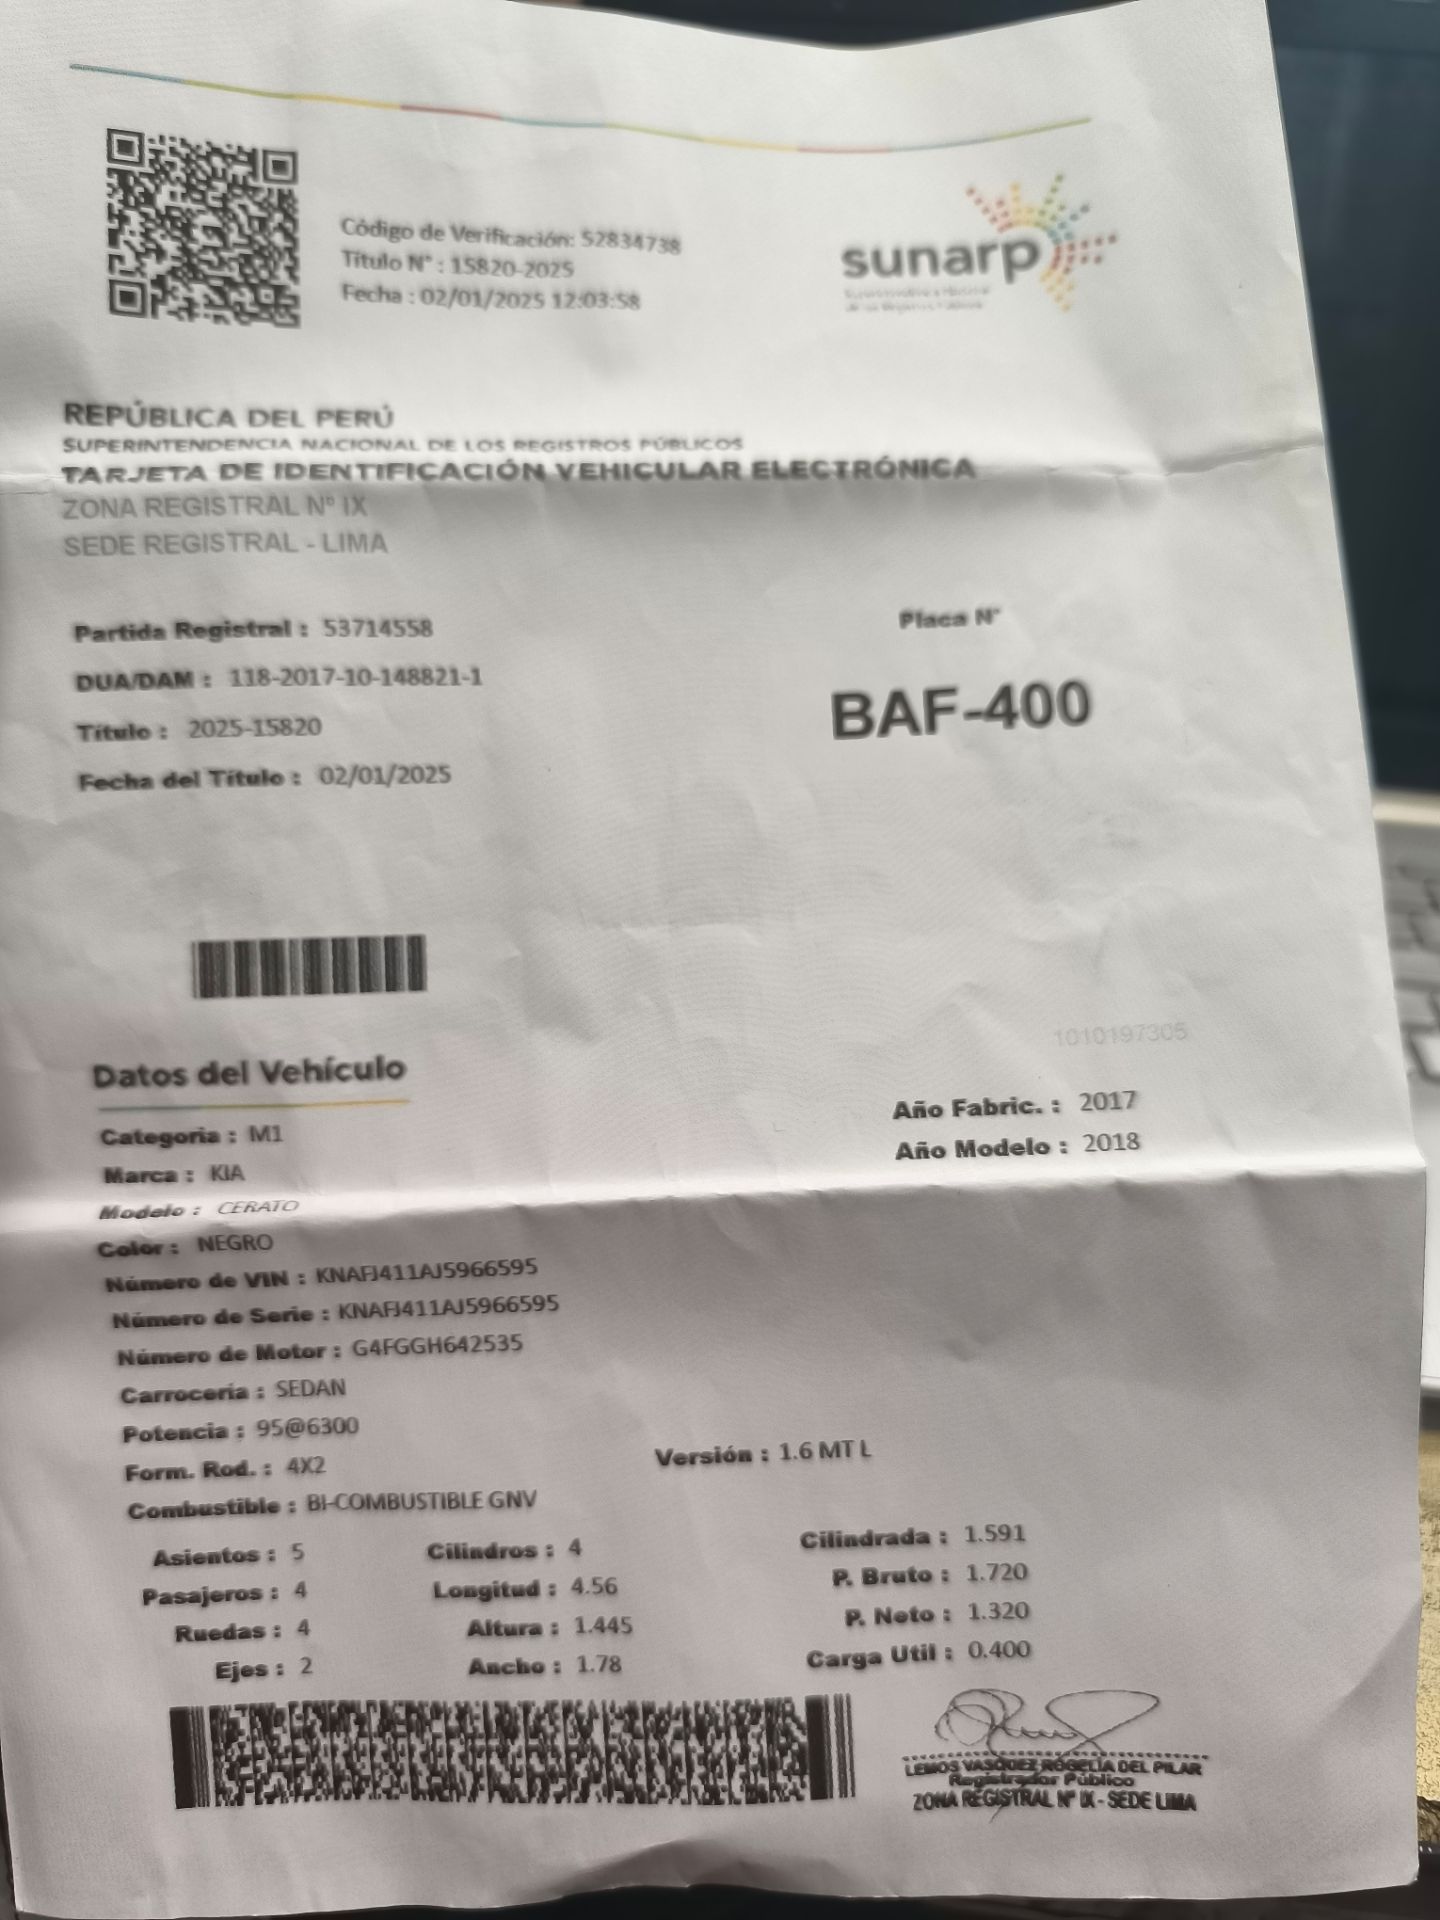 Código de Verificación: 52834738
Título N° : 15820-2025
Fecha : 02/01/2025 12:03:58
sunarp
REPÚBLICA DEL PERÚ
SUPERINTENDENCIA NACIONAL DE LOS REGISTROS PÚBLICOS
TARJETA DE IDENTIFICACIÓN VEHICULAR ELECTRÓNICA
ZONA REGISTRAL Nº IX
SEDE REGISTRAL - LIMA
Partida Registral : 53714558
DUA/DAM : 118-2017-10-148821-1
Título : 2025-15820
Fecha del Título : 02/01/2025
Placa N°
BAF-400
1010197305
Datos del Vehículo
Categoria : M1
Marca : KIA
Modelo : CERATO
Color : NEGRO
Año Fabric. : 2017
Año Modelo : 2018
Número de VIN : KNAFJ411AJ5966595
Número de Serie : KNAFJ411AJ5966595
Número de Motor : G4FGGH642535
Carrocería : SEDAN
Potencia : 95@6300
Form. Rod. : 4X2
Versión : 1.6 MT L
Combustible : BI-COMBUSTIBLE GNV
Asientos : 5 Cilindros : 4 Cilindrada : 1.591
Pasajeros : 4 Longitud : 4.56 P. Bruto : 1.720
Ruedas : 4 Altura : 1.445 P. Neto : 1.320
Ejes : 2 Ancho : 1.78 Carga Util : 0.400
LEMOS VASQUEZ ROGELIA DEL PILAR
Registrador Público
ZONA REGISTRAL Nº IX - SEDE LIMA